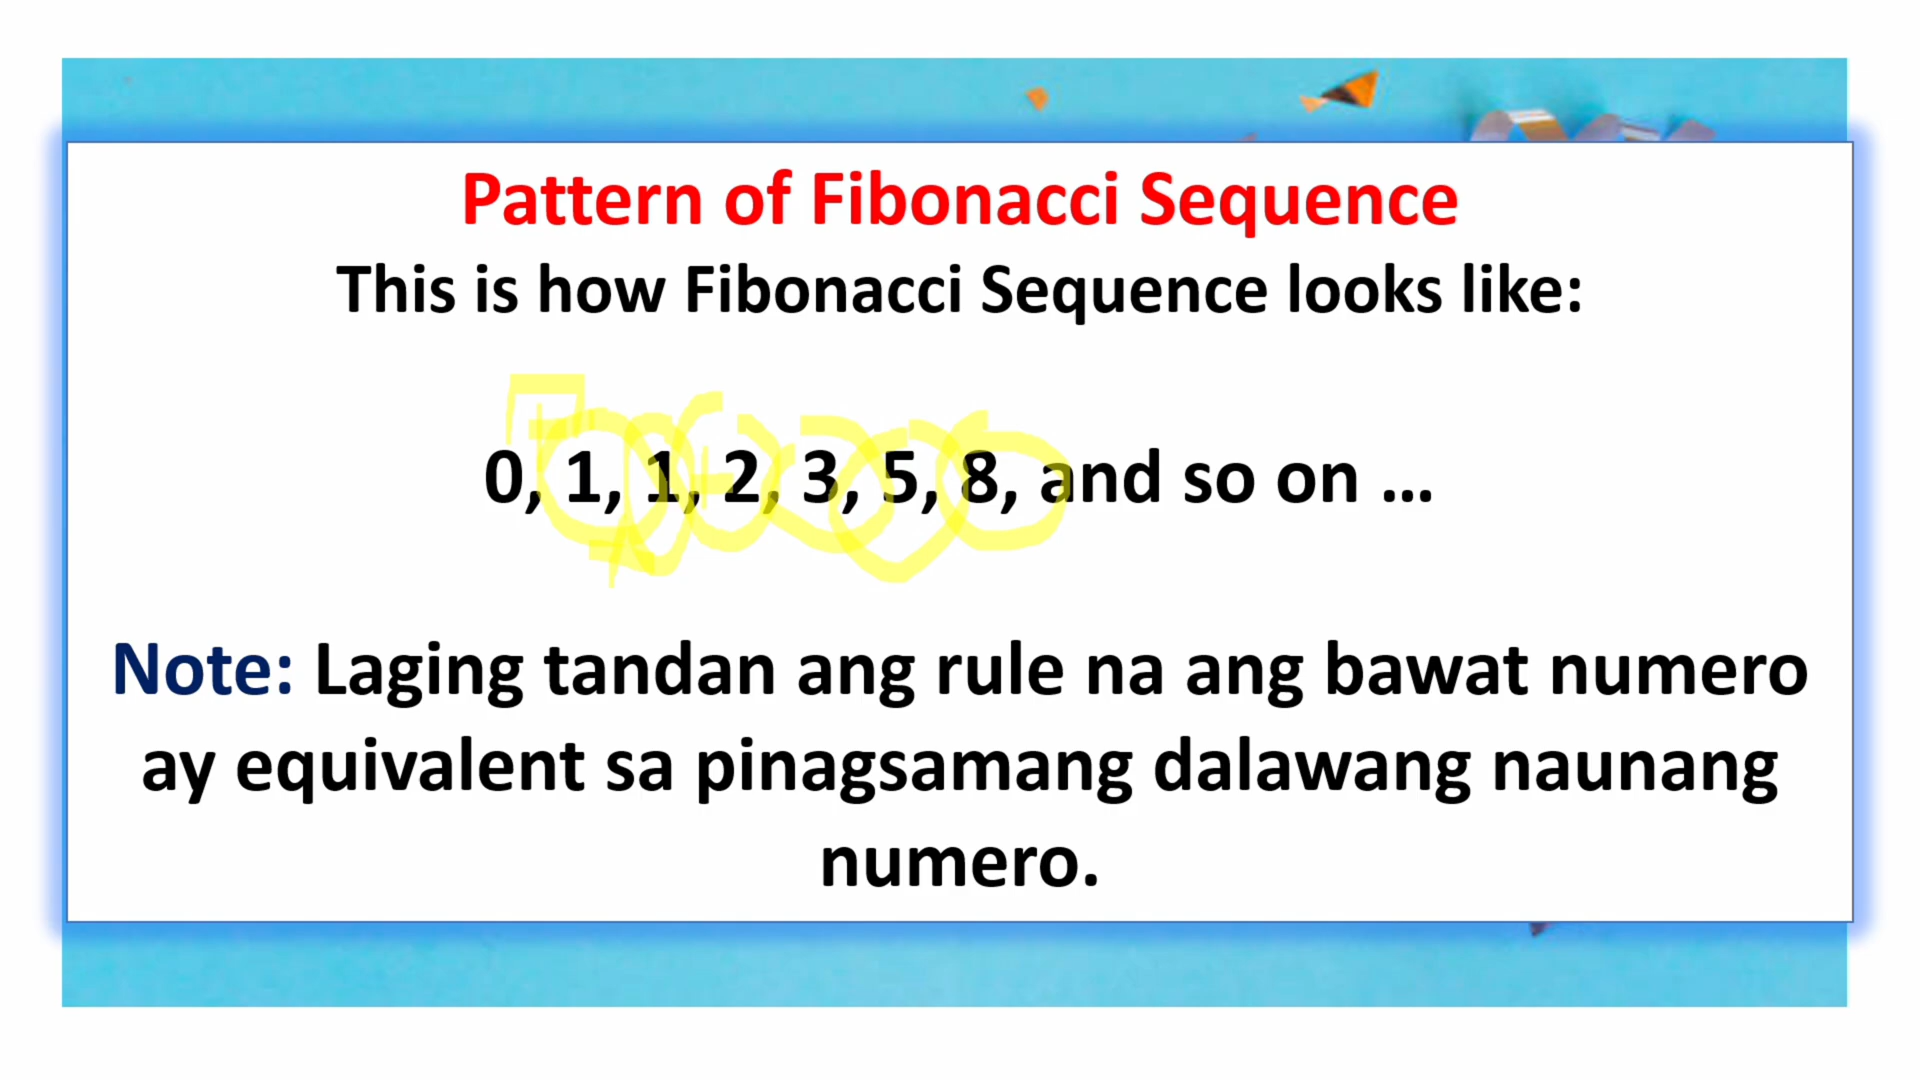 Pattern of Fibonacci Sequence
This is how Fibonacci Sequence looks like:
0, 1, 1, 2, 3, 5, 8, and so on ...
Note: Laging tandan ang rule na ang bawat numero
ay equivalent sa pinagsamang dalawang naunang
numero.